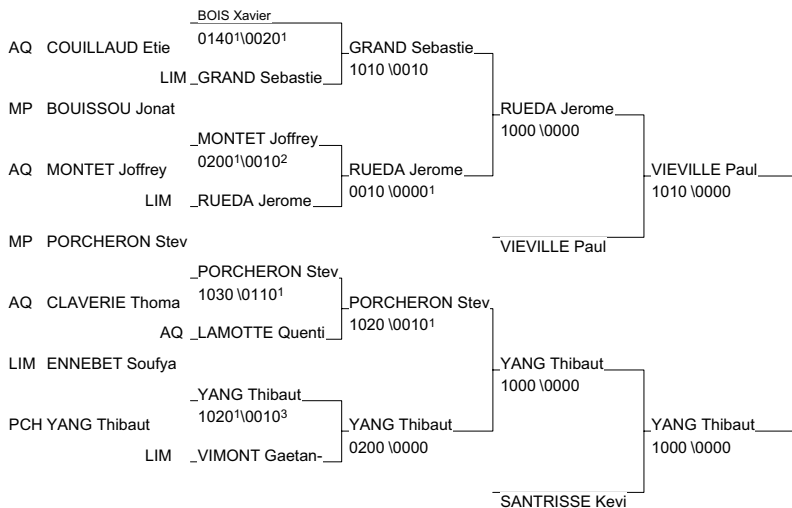 BOIS Xavier
0140¹\0020¹
AQ COUILLAUD Etie
GRAND Sebastie
LIM GRAND Sebastie
1010 \0010
MP BOUISSOU Jonat
RUEDA Jerome
1000 \0000
MONTET Joffrey
0200¹\0010²
AQ MONTET Joffrey
RUEDA Jerome
VIEVILLE Paul
0010 \0000¹
1010 \0000
LIM RUEDA Jerome
MP PORCHERON Stev
VIEVILLE Paul
PORCHERON Stev
1030 \0110¹
AQ CLAVERIE Thoma
PORCHERON Stev
1020 \0010¹
AQ LAMOTTE Quenti
LIM ENNEBET Soufya
YANG Thibaut
1000 \0000
YANG Thibaut
1020¹\0010³
PCH YANG Thibaut
YANG Thibaut
YANG Thibaut
0200 \0000
1000 \0000
LIM VIMONT Gaetan-
SANTRISSE Kevi